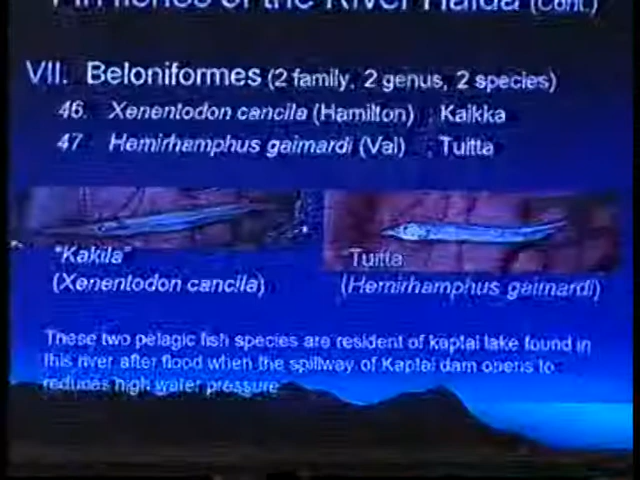 Fin fishes of the River Halda (Cont.)
VII. Beloniformes (2 family, 2 genus, 2 species)
46. Xenentodon cancila (Hamilton) : Kaikka
47 Hemirhamphus gaimardi (Val) : Tuitta
"Kakila" Tuitta
(Xenentodon cancila) (Hemirhamphus gaimardi)
These two pelagic fish species are resident of kaptai lake found in
this river after flood when the spillway of Kaptai dam opens to
reduces high water pressure